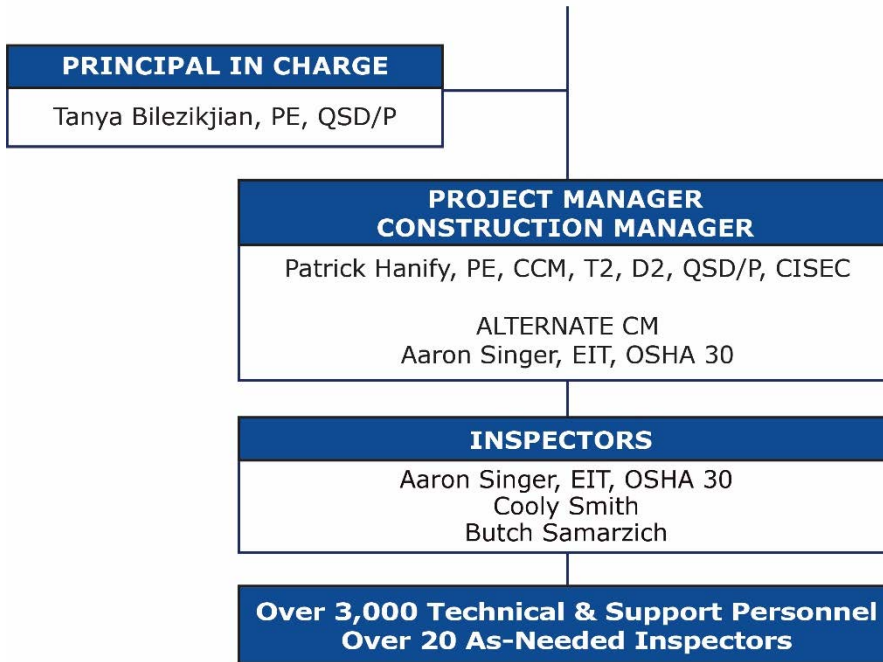 PRINCIPAL IN CHARGE
Tanya Bilezikjian, PE, QSD/P
PROJECT MANAGER
CONSTRUCTION MANAGER
Patrick Hanify, PE, CCM, T2, D2, QSD/P, CISEC
ALTERNATE CM
Aaron Singer, EIT, OSHA 30
INSPECTORS
Aaron Singer, EIT, OSHA 30
Cooly Smith
Butch Samarzich
Over 3,000 Technical & Support Personnel
Over 20 As-Needed Inspectors